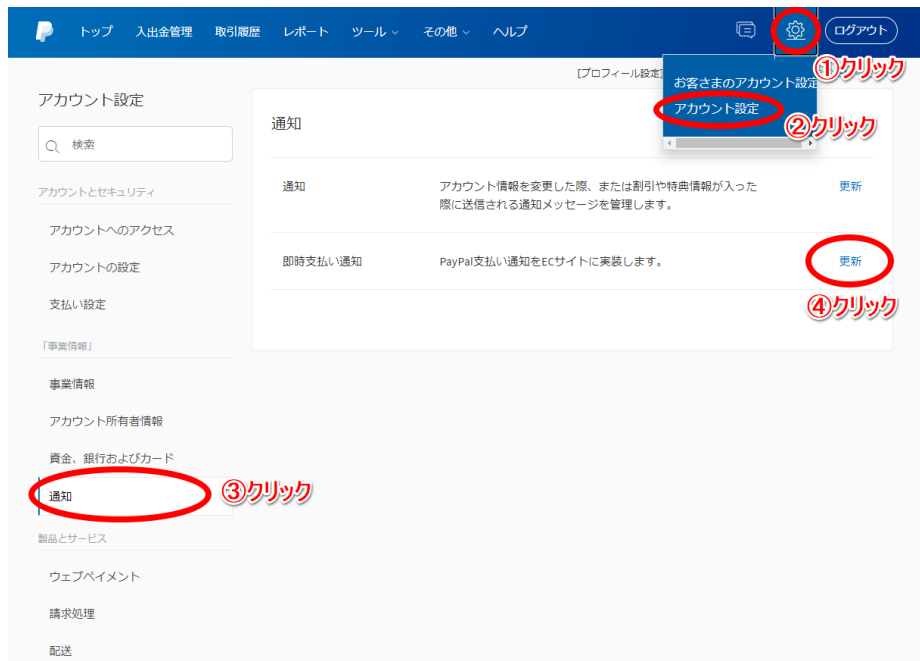 トップ 入出金管理 取引履歴 レポート ツール その他 ヘルプ ログアウト
①クリック
[プロフィール設定]
お客さまのアカウント設定
アカウント設定
②クリック
アカウント設定
検索
アカウントとセキュリティ
アカウントへのアクセス
アカウントの設定
支払い設定
「事業情報」
事業情報
アカウント所有者情報
資金、銀行およびカード
通知
③クリック
製品とサービス
ウェブペイメント
請求処理
配送
通知
通知 アカウント情報を変更した際、または割引や特典情報が入った 更新
際に送信される通知メッセージを管理します。
即時支払い通知 PayPal支払い通知をECサイトに実装します。 更新
④クリック